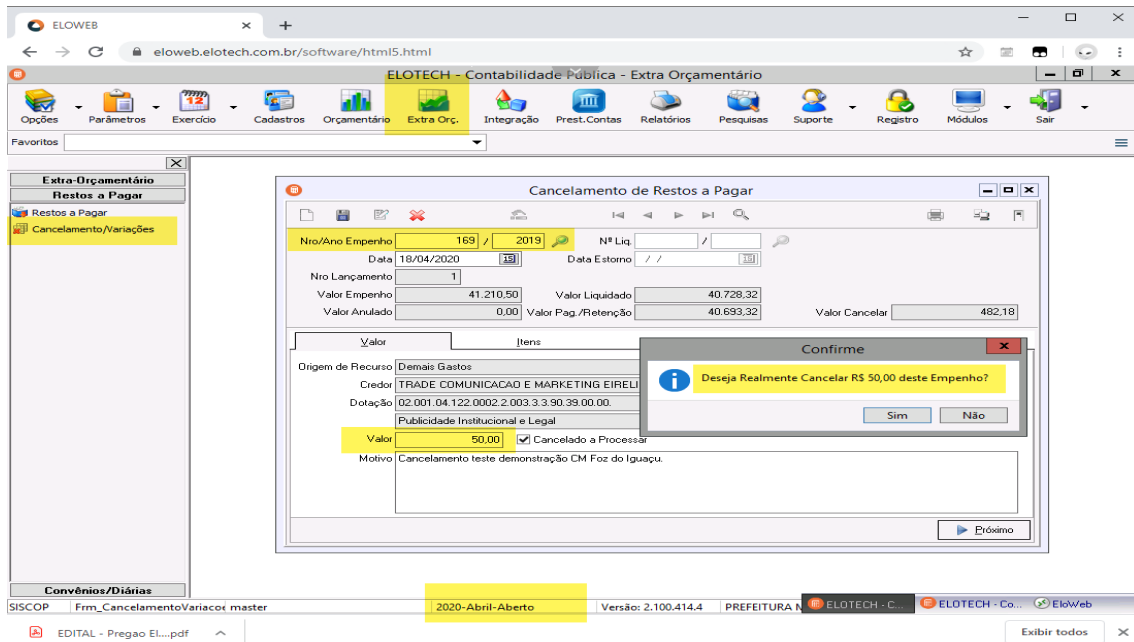 ELOWEB
eloweb.elotech.com.br/software/html5.html
ELOTECH - Contabilidade Pública - Extra Orçamentário
Opções Parâmetros Exercício Cadastros Orçamentário Extra Orç. Integração Prest.Contas Relatórios Pesquisas Suporte Registro Módulos Sair
Favoritos
Extra-Orçamentário
Restos a Pagar
Restos a Pagar
Cancelamento/Variações
Cancelamento de Restos a Pagar
Nro/Ano Empenho 169 / 2019 Nº Liq. /
Data 18/04/2020 15 Data Estorno / / 15
Nro Lançamento 1
Valor Empenho 41.210,50 Valor Liquidado 40.728,32
Valor Anulado 0,00 Valor Pag./Retenção 40.693,32 Valor Cancelar 482,18
Valor Itens
Origem de Recurso Demais Gastos
Credor TRADE COMUNICACAO E MARKETING EIRELI
Dotação 02.001.04.122.0002.2.003.3.3.90.39.00.00.
Publicidade Institucional e Legal
Valor 50,00 Cancelado a Processar
Motivo Cancelamento teste demonstração CM Foz do Iguaçu.
Confirme
Deseja Realmente Cancelar R$ 50,00 deste Empenho?
Sim Não
Próximo
Convênios/Diárias
SISCOP Frm_CancelamentoVariacoe master 2020-Abril-Aberto Versão: 2.100.414.4 PREFEITURA ELOTECH - C... ELOTECH - Co... EloWeb
EDITAL - Pregao El....pdf Exibir todos